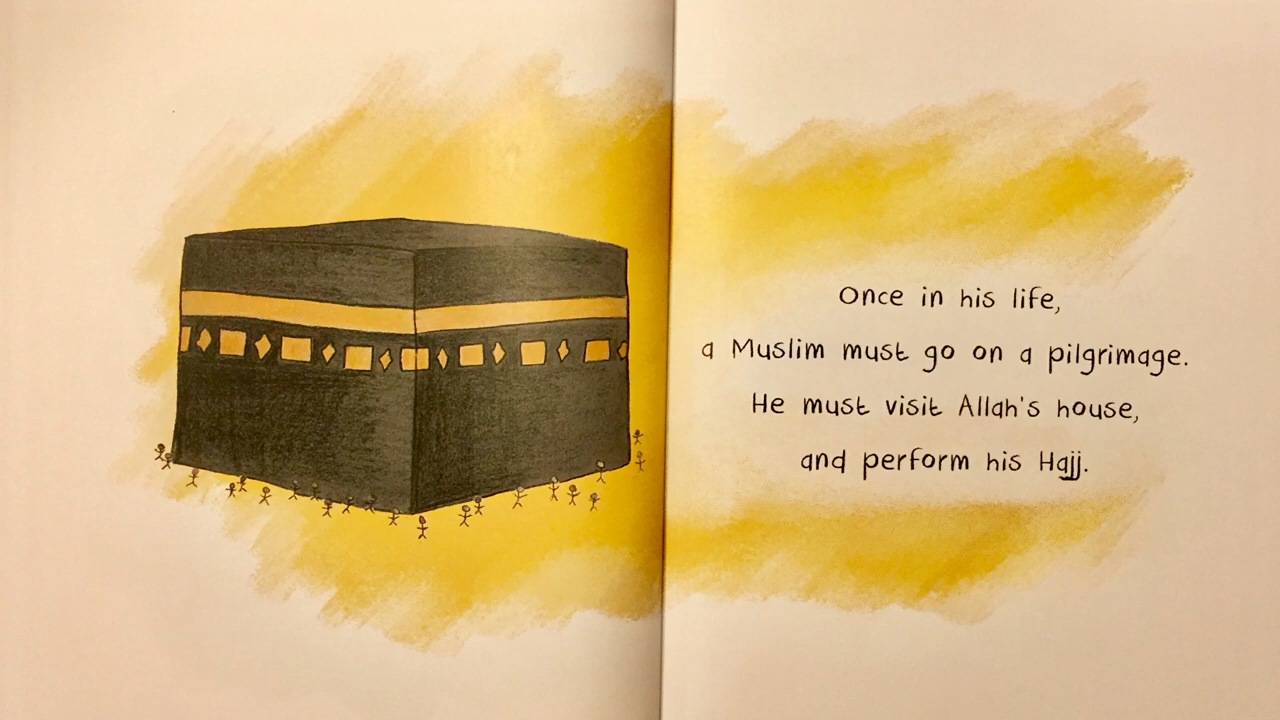 Once in his life,
a Muslim must go on a pilgrimage.
He must visit Allah's house,
and perform his Hajj.